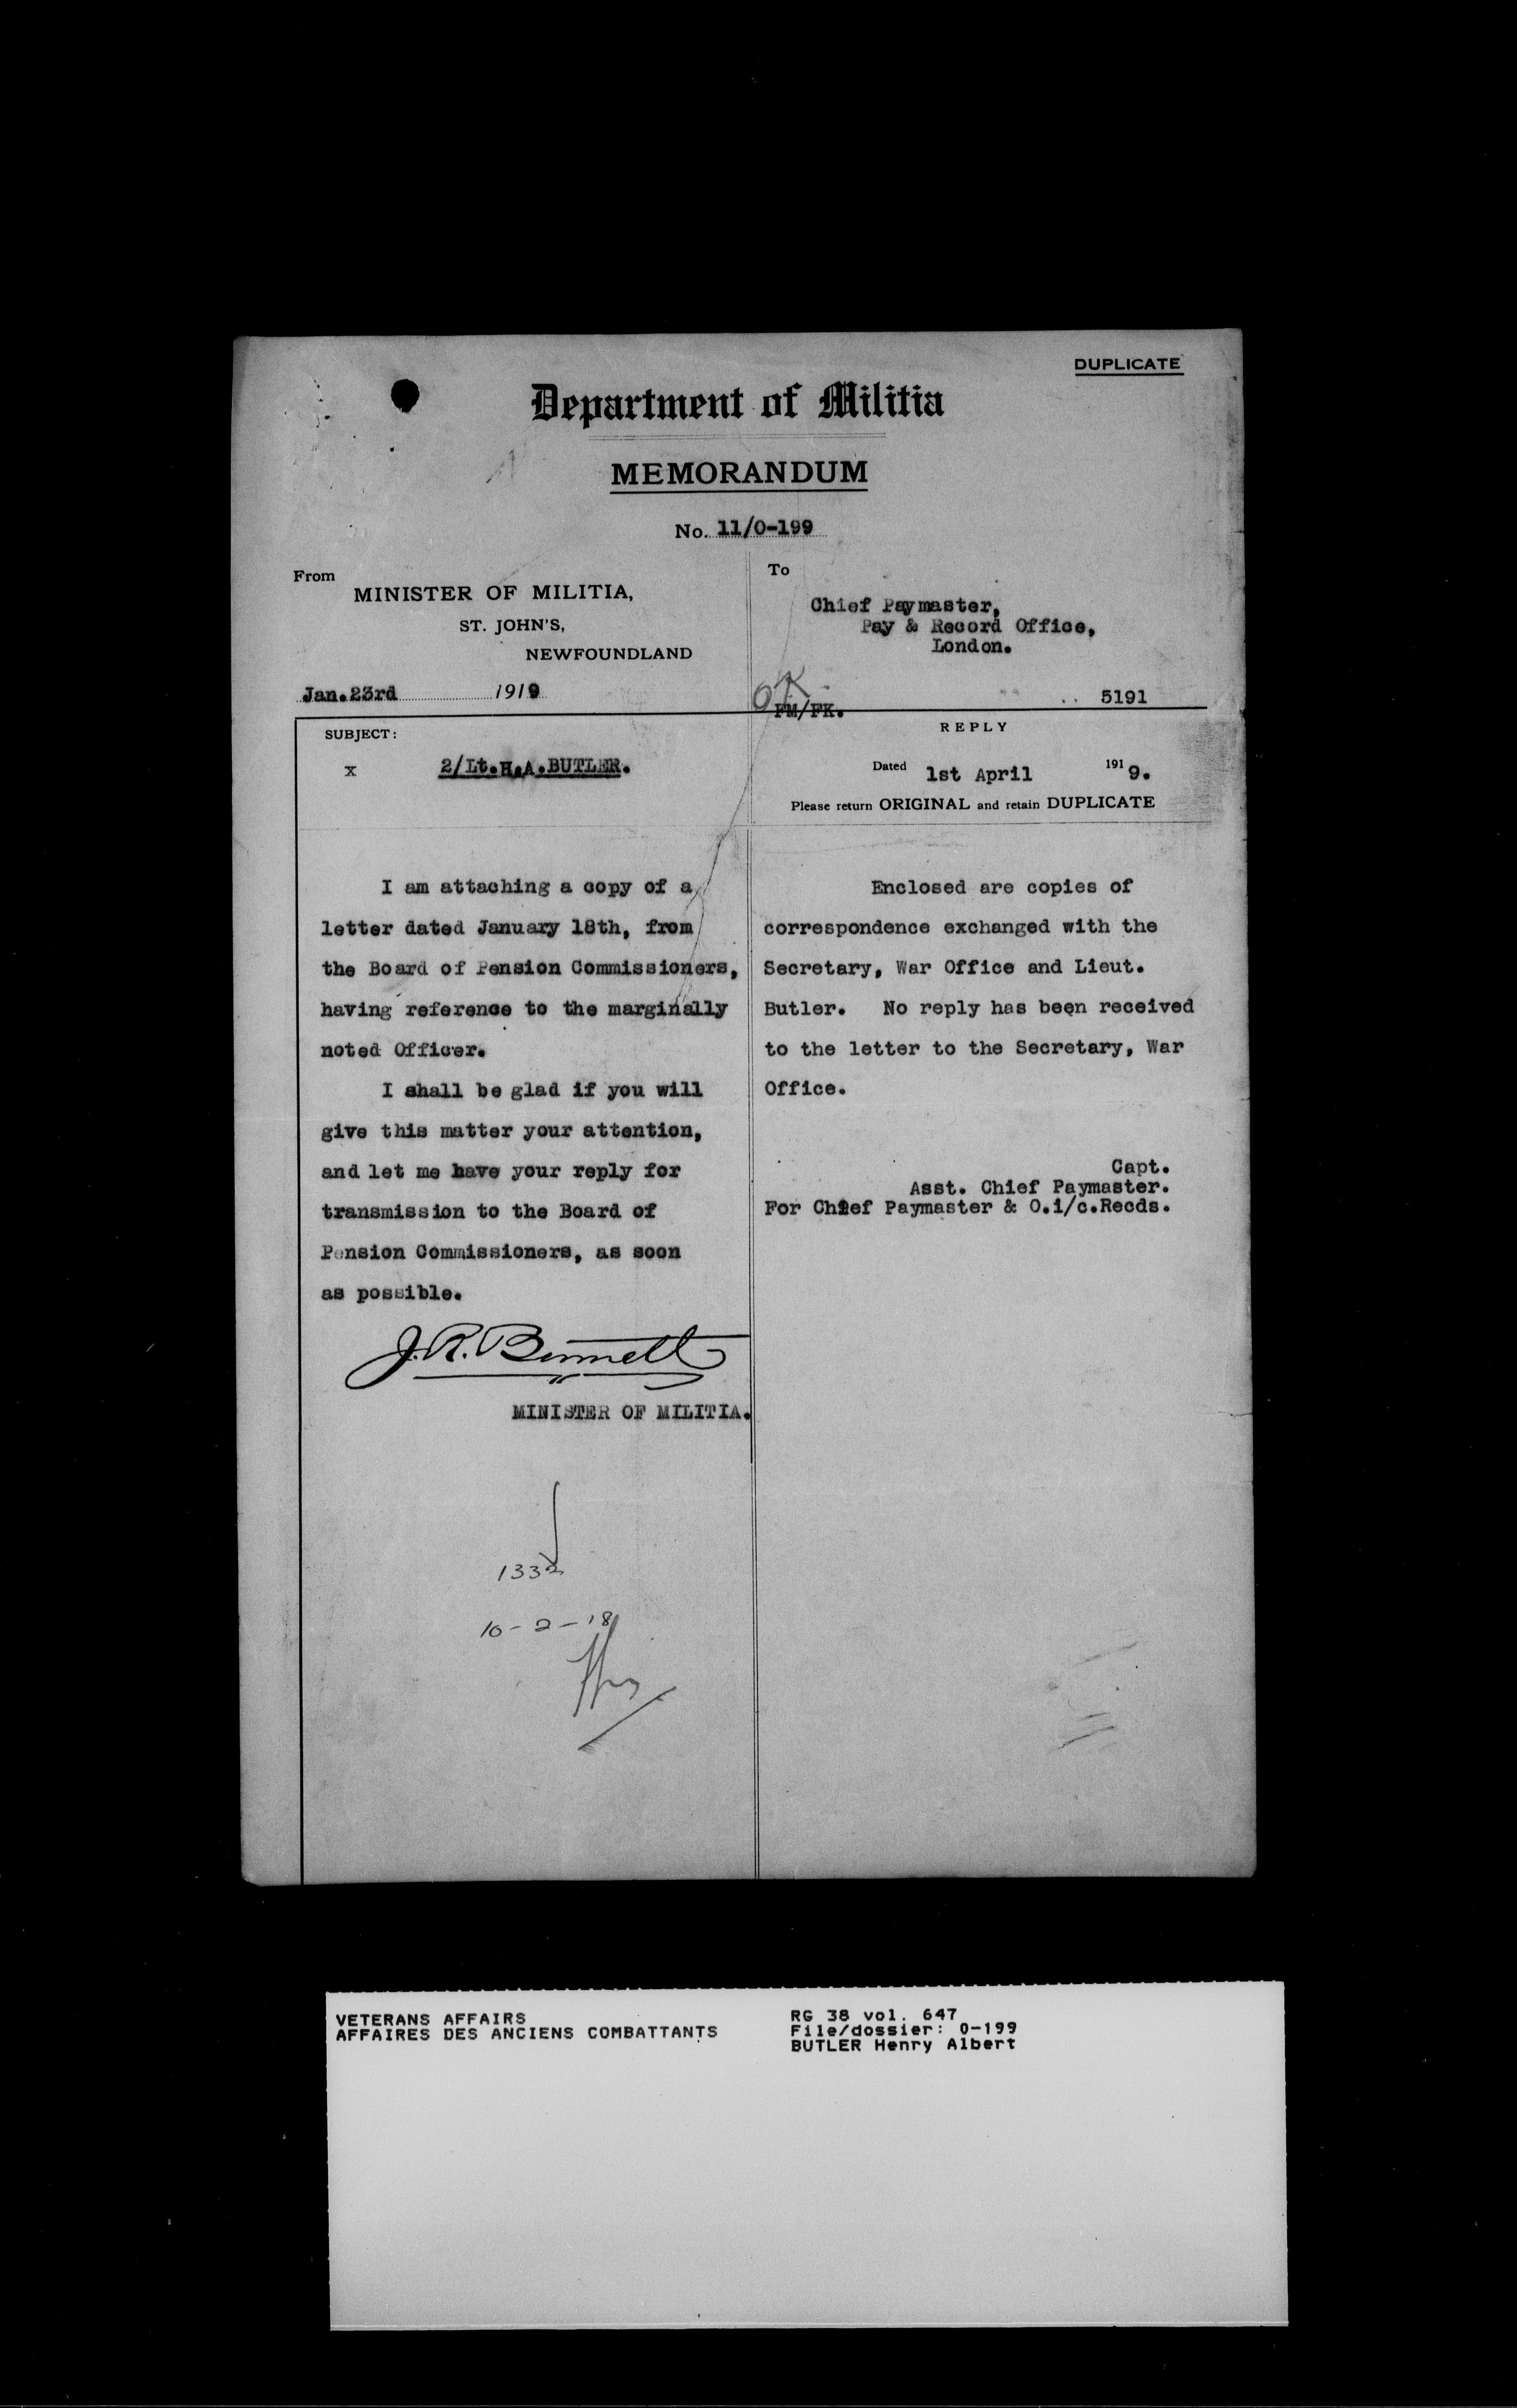 DUPLICATE
Department of Militia
MEMORANDUM
No. 11/0-199
From
MINISTER OF MILITIA,
ST. JOHN'S,
NEWFOUNDLAND
Jan.23rd 1919
To
Chief Paymaster,
Pay & Record Office,
London.
OK
PM/FK. 5191
SUBJECT:
x 2/Lt.H.A.BUTLER.
I am attaching a copy of a
letter dated January 18th, from
the Board of Pension Commissioners,
having reference to the marginally
noted Officer.
I shall be glad if you will
give this matter your attention,
and let me have your reply for
transmission to the Board of
Pension Commissioners, as soon
as possible.
J.R. Bennett
MINISTER OF MILITIA.
1332
10-2-18
REPLY
Dated 1st April 1919.
Please return ORIGINAL and retain DUPLICATE
Enclosed are copies of
correspondence exchanged with the
Secretary, War Office and Lieut.
Butler. No reply has been received
to the letter to the Secretary, War
Office.
Capt.
Asst. Chief Paymaster.
For Chief Paymaster & O.i/c.Recds.
VETERANS AFFAIRS
AFFAIRES DES ANCIENS COMBATTANTS
RG 38 vol. 647
File/dossier: 0-199
BUTLER Henry Albert